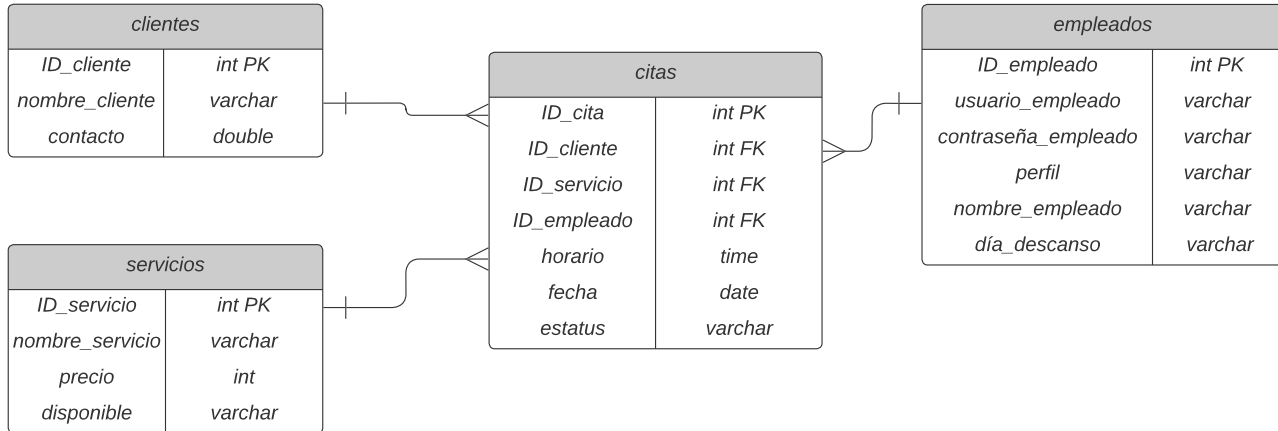 clientes
ID_cliente int PK
nombre_cliente varchar
contacto double
servicios
ID_servicio int PK
nombre_servicio varchar
precio int
disponible varchar
citas
ID_cita int PK
ID_cliente int FK
ID_servicio int FK
ID_empleado int FK
horario time
fecha date
estatus varchar
empleados
ID_empleado int PK
usuario_empleado varchar
contraseña_empleado varchar
perfil varchar
nombre_empleado varchar
día_descanso varchar